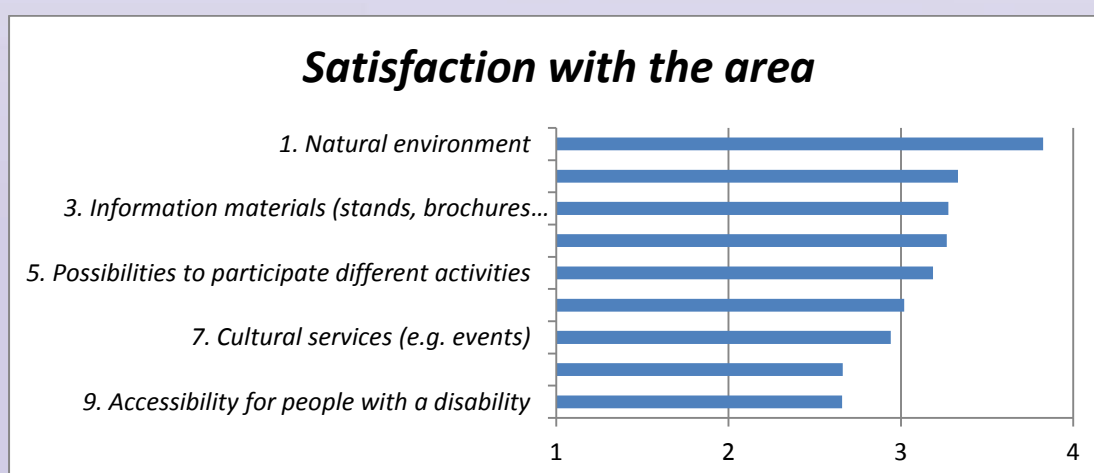 Satisfaction with the area
1. Natural environment
3. Information materials (stands, brochures…
5. Possibilities to participate different activities
7. Cultural services (e.g. events)
9. Accessibility for people with a disability
1 2 3 4